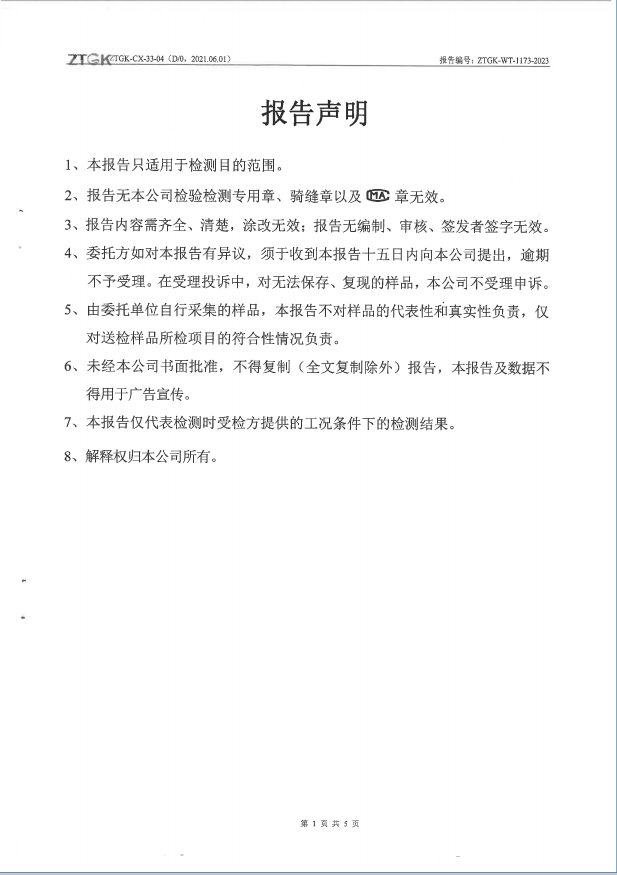 ZTGK ZTGK-CX-33-04（D/0，2021.06.01） 报告编号：ZTGK-WT-1173-2023
报告声明
1、本报告只适用于检测目的范围。
2、报告无本公司检验检测专用章、骑缝章以及 MA 章无效。
3、报告内容需齐全、清楚，涂改无效；报告无编制、审核、签发者签字无效。
4、委托方如对本报告有异议，须于收到本报告十五日内向本公司提出，逾期
不予受理。在受理投诉中，对无法保存、复现的样品，本公司不受理申诉。
5、由委托单位自行采集的样品，本报告不对样品的代表性和真实性负责，仅
对送检样品所检项目的符合性情况负责。
6、未经本公司书面批准，不得复制（全文复制除外）报告，本报告及数据不
得用于广告宣传。
7、本报告仅代表检测时受检方提供的工况条件下的检测结果。
8、解释权归本公司所有。
第 1 页 共 5 页